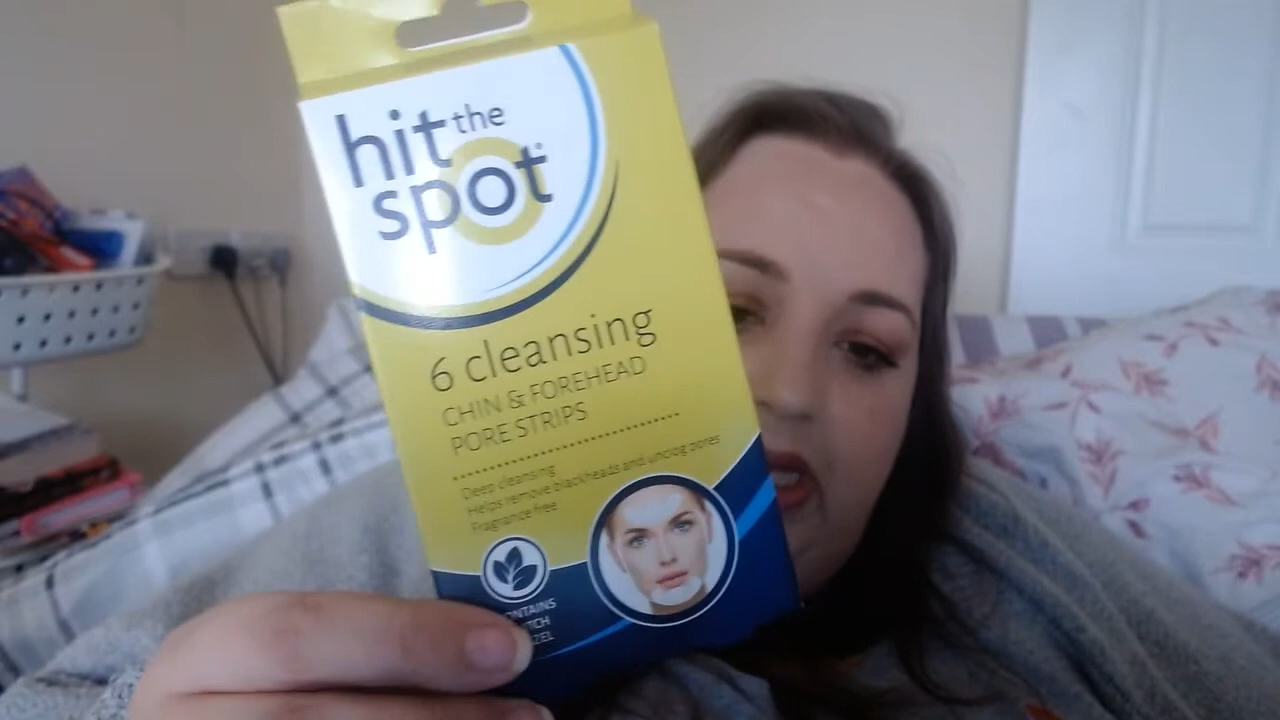 hit the
spot
6 cleansing
CHIN & FOREHEAD
PORE STRIPS
Deep cleansing
Helps remove blackheads and unclog pores
Fragrance free